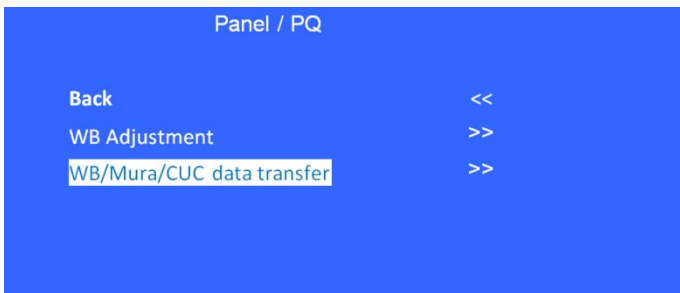 Panel / PQ
Back <<
WB Adjustment >>
WB/Mura/CUC data transfer >>